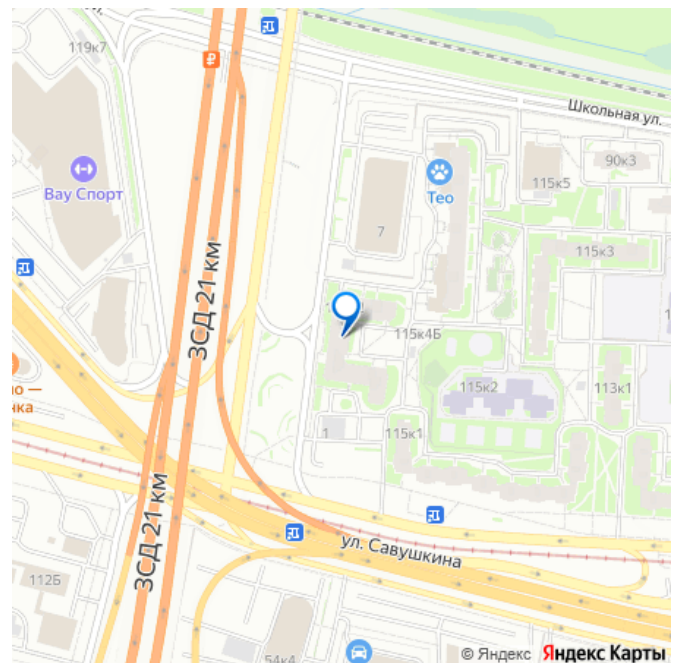 119к7
₽
Школьная ул.
Вау Спорт
Тео
115к5
90к3
7
115к3
ЗСД 21 км
115к4Б
115к2
113к1
1
115к1
ЗСД 21 км
ул. Савушкина
112Б
54к4
© Яндекс Яндекс Карты